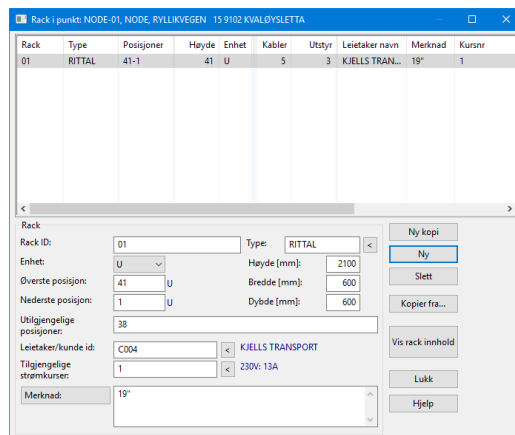 Rack i punkt: NODE-01, NODE, RYLLIKVEGEN 15 9102 KVALØYSLETTA
Rack Type Posisjoner Høyde Enhet Kabler Utstyr Leietaker navn Merknad Kursnr
01 RITTAL 41-1 41 U 5 3 KJELLS TRAN... 19" 1
Rack
Rack ID: 01 Type: RITTAL <
Enhet: U Høyde [mm]: 2100
Øverste posisjon: 41 U Bredde [mm]: 600
Nederste posisjon: 1 U Dybde [mm]: 600
Utilgjengelige
posisjoner: 38
Leietaker/kunde id: C004 < KJELLS TRANSPORT
Tilgjengelige
strømkurser: 1 < 230V: 13A
Merknad: 19"
Ny kopi
Ny
Slett
Kopier fra...
Vis rack innhold
Lukk
Hjelp